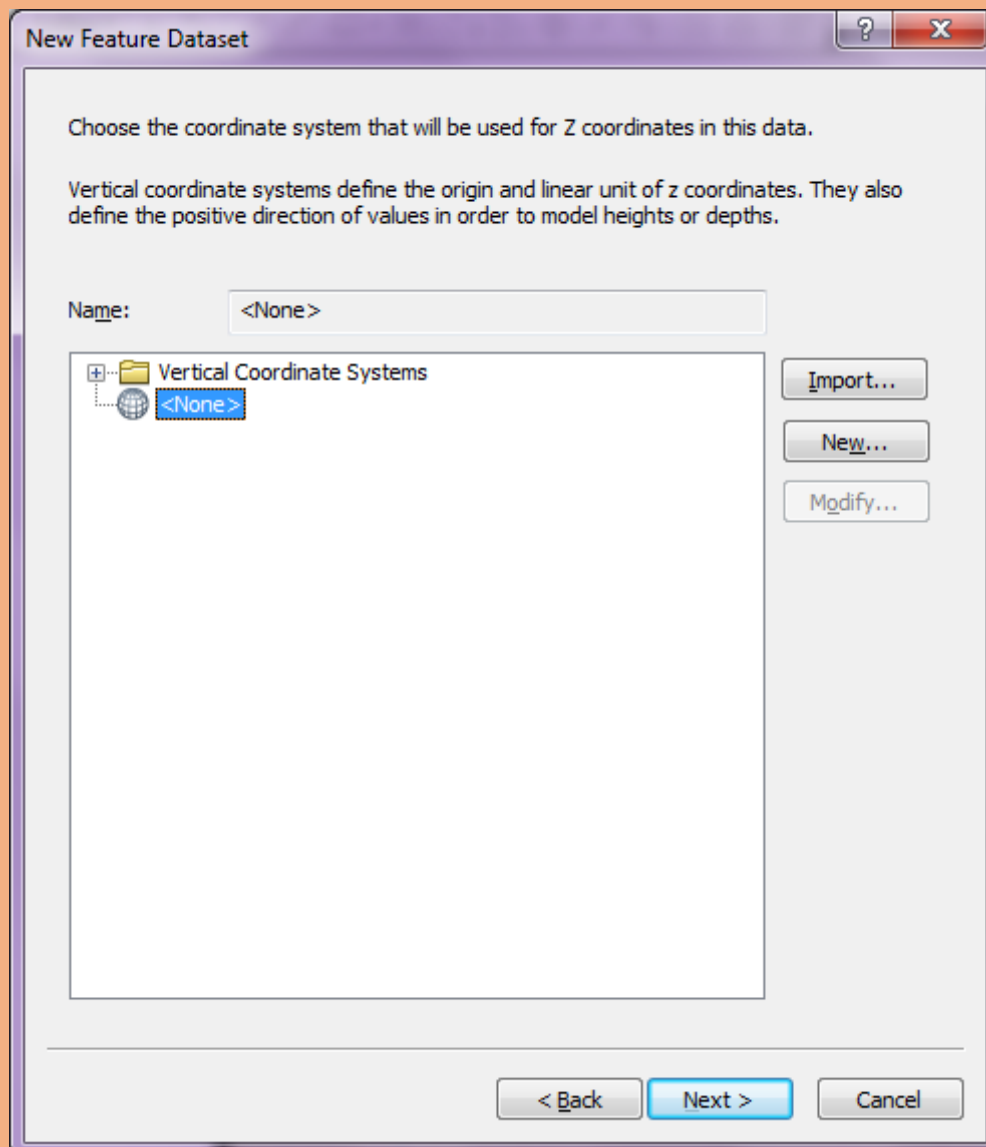 New Feature Dataset
Choose the coordinate system that will be used for Z coordinates in this data.
Vertical coordinate systems define the origin and linear unit of z coordinates. They also
define the positive direction of values in order to model heights or depths.
Name: <None>
Vertical Coordinate Systems
<None>
Import...
New...
Modify...
< Back Next > Cancel